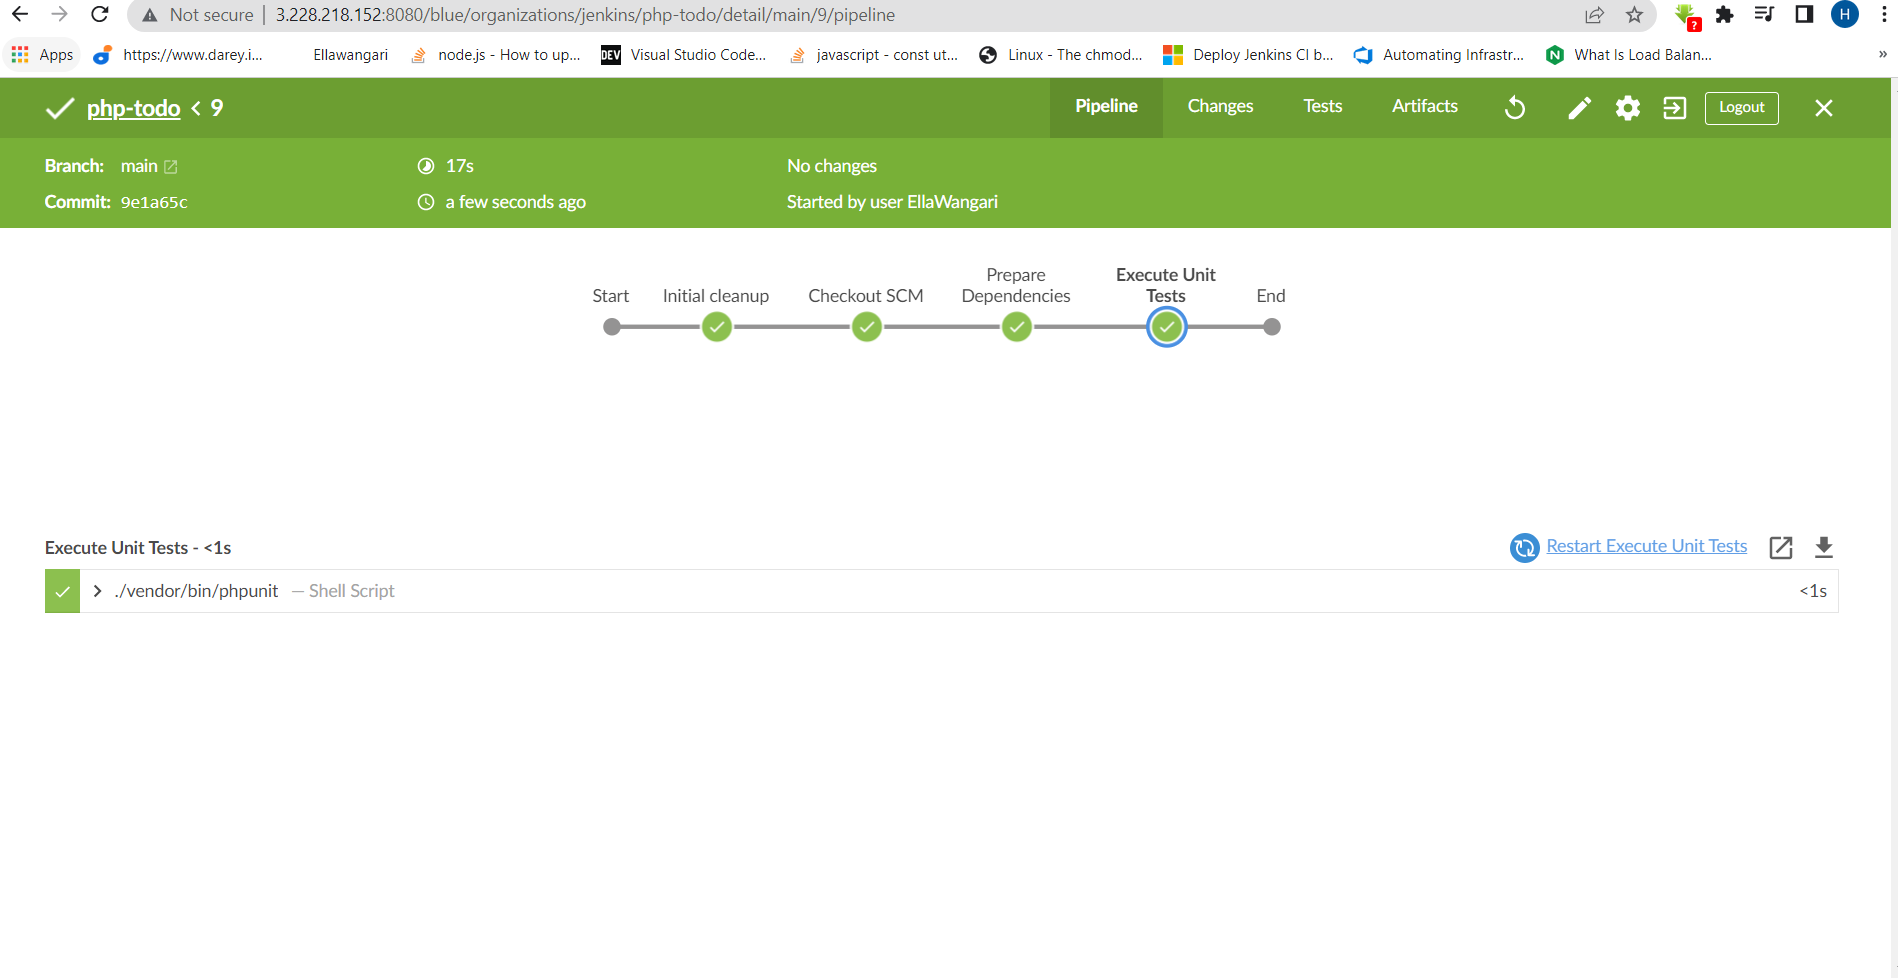 Not secure | 3.228.218.152:8080/blue/organizations/jenkins/php-todo/detail/main/9/pipeline
H
?
Apps https://www.darey.i... Ellawangari node.js - How to up... DEV Visual Studio Code... javascript - const ut... Linux - The chmod... Deploy Jenkins CI b... Automating Infrastr... N What Is Load Balan... »
php-todo < 9 Pipeline Changes Tests Artifacts Logout
Branch: main 17s No changes
Commit: 9e1a65c a few seconds ago Started by user EllaWangari
Start Initial cleanup Checkout SCM Prepare Dependencies Execute Unit Tests End
Execute Unit Tests - <1s Restart Execute Unit Tests
./vendor/bin/phpunit — Shell Script <1s